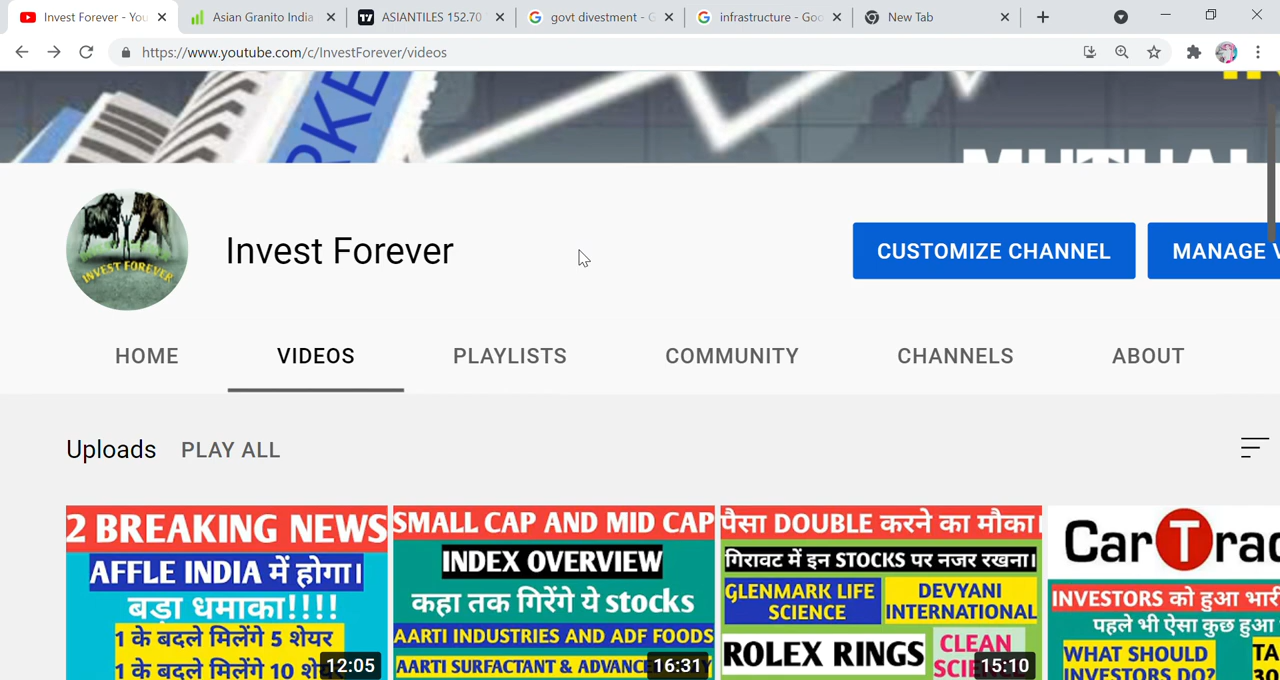 Invest Forever - You
Asian Granito India
ASIANTILES 152.70
govt divestment - G
infrastructure - Goo
New Tab
https://www.youtube.com/c/InvestForever/videos
MUTUAL
INVEST FOREVER
Invest Forever
CUSTOMIZE CHANNEL
MANAGE V
HOME
VIDEOS
PLAYLISTS
COMMUNITY
CHANNELS
ABOUT
Uploads
PLAY ALL
2 BREAKING NEWS
AFFLE INDIA में होगा।
बड़ा धमाका!!!!
1 के बदले मिलेंगे 5 शेयर
1 के बदले मिलेंगे 10
12:05
SMALL CAP AND MID CAP
INDEX OVERVIEW
कहा तक गिरेंगे ये stocks
AARTI INDUSTRIES AND ADF FOODS
AARTI SURFACTANT & ADVANCE
16:31
पैसा DOUBLE करने का मौका।
गिरावट में इन STOCKS पर नजर रखना।
GLENMARK LIFE SCIENCE
DEVYANI INTERNATIONAL
ROLEX RINGS
CLEAN
15:10
CarTrad
INVESTORS को हुआ भारी
पहले भी ऐसा कुछ हुआ
WHAT SHOULD
INVESTORS DO?